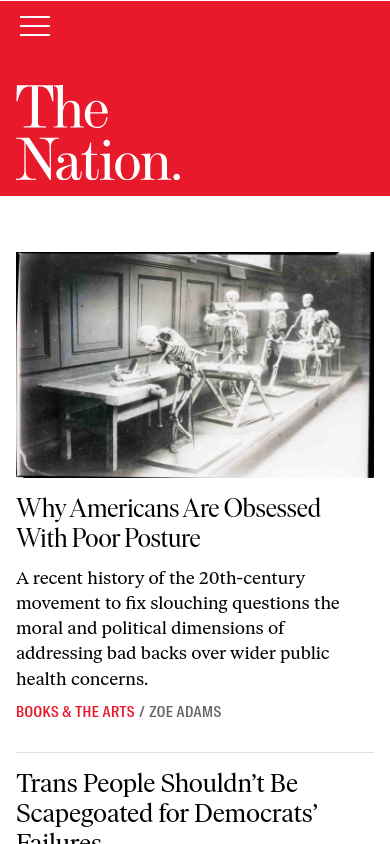 The
Nation.
Why Americans Are Obsessed
With Poor Posture
A recent history of the 20th-century
movement to fix slouching questions the
moral and political dimensions of
addressing bad backs over wider public
health concerns.
BOOKS & THE ARTS / ZOE ADAMS
Trans People Shouldn’t Be
Scapegoated for Democrats’
Failures